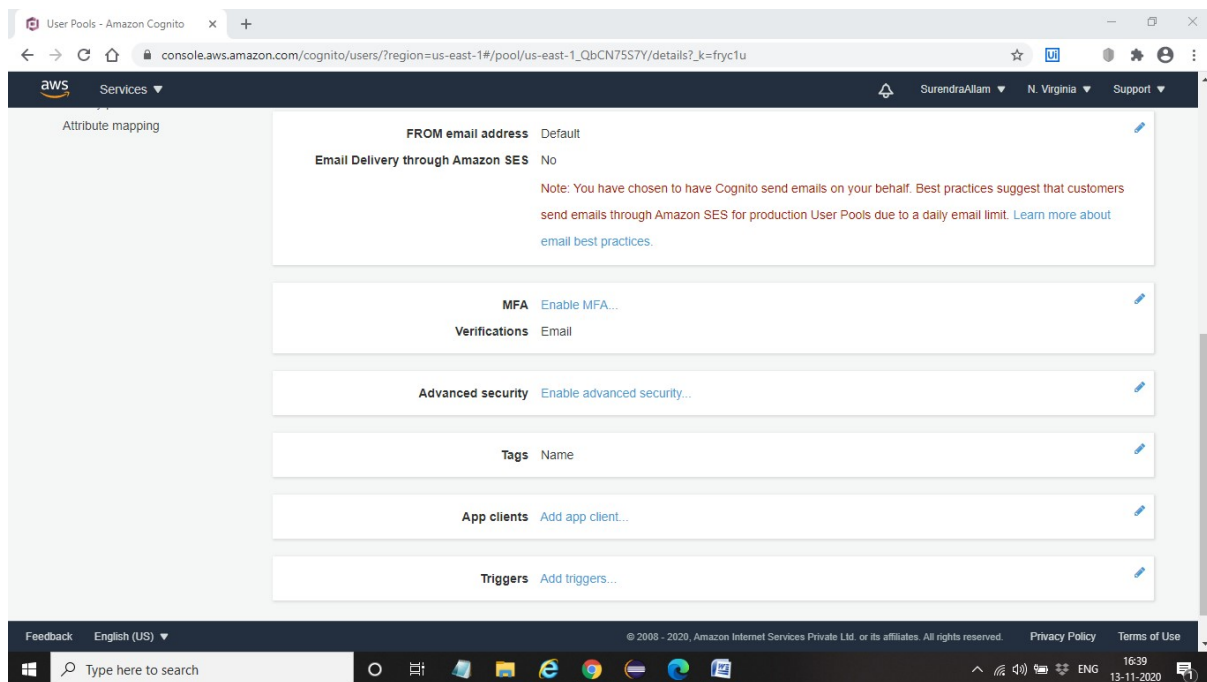 User Pools - Amazon Cognito
console.aws.amazon.com/cognito/users/?region=us-east-1#/pool/us-east-1_QbCN75S7Y/details?_k=fryc1u
Ui
aws Services SurendraAllam N. Virginia Support
Attribute mapping
FROM email address Default
Email Delivery through Amazon SES No
Note: You have chosen to have Cognito send emails on your behalf. Best practices suggest that customers
send emails through Amazon SES for production User Pools due to a daily email limit. Learn more about
email best practices.
MFA Enable MFA...
Verifications Email
Advanced security Enable advanced security...
Tags Name
App clients Add app client...
Triggers Add triggers...
Feedback English (US) © 2008 - 2020, Amazon Internet Services Private Ltd. or its affiliates. All rights reserved. Privacy Policy Terms of Use
Type here to search ENG 16:39
13-11-2020